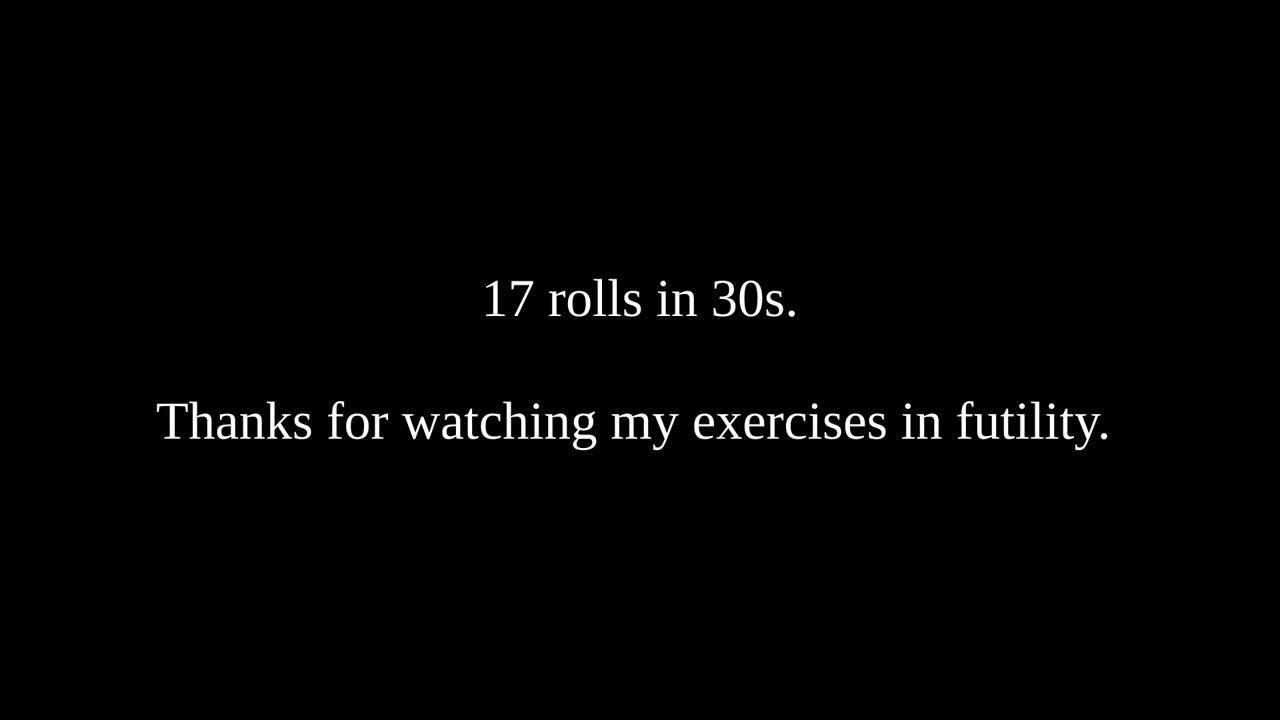 17 rolls in 30s.
Thanks for watching my exercises in futility.